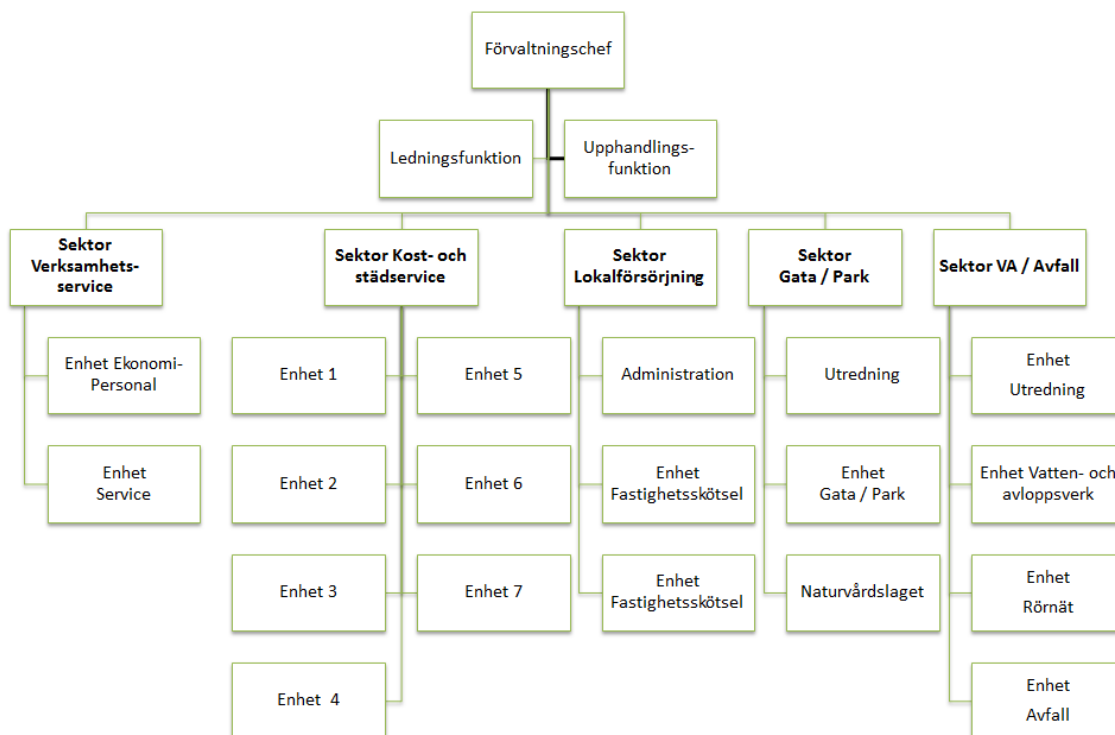 Förvaltningschef
Ledningsfunktion
Upphandlings-
funktion
Sektor
Verksamhets-
service
Sektor Kost- och
städservice
Sektor
Lokalförsörjning
Sektor
Gata / Park
Sektor VA / Avfall
Enhet Ekonomi-
Personal
Enhet
Service
Enhet 1
Enhet 2
Enhet 3
Enhet  4
Enhet 5
Enhet 6
Enhet 7
Administration
Enhet
Fastighetsskötsel
Enhet
Fastighetsskötsel
Utredning
Enhet
Gata / Park
Naturvårdslaget
Enhet
Utredning
Enhet Vatten- och
avloppsverk
Enhet
Rörnät
Enhet
Avfall